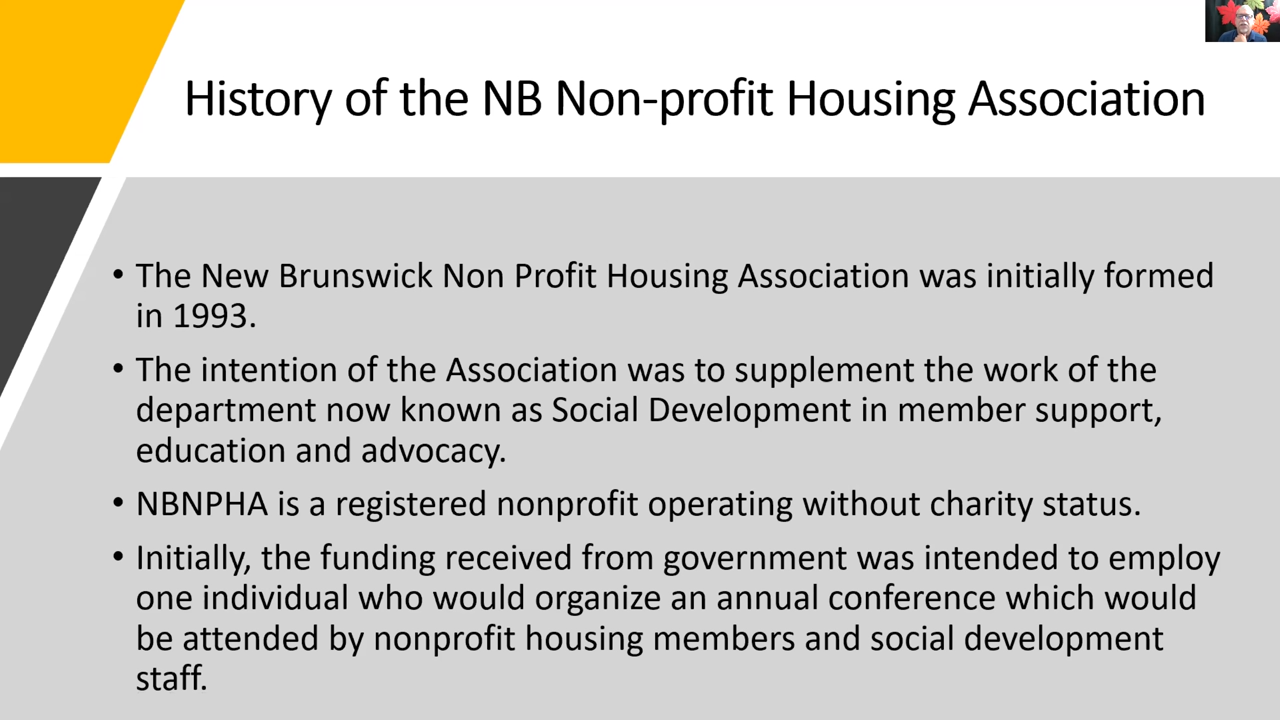 History of the NB Non-profit Housing Association
• The New Brunswick Non Profit Housing Association was initially formed
in 1993.
• The intention of the Association was to supplement the work of the
department now known as Social Development in member support,
education and advocacy.
• NBNPHA is a registered nonprofit operating without charity status.
• Initially, the funding received from government was intended to employ
one individual who would organize an annual conference which would
be attended by nonprofit housing members and social development
staff.